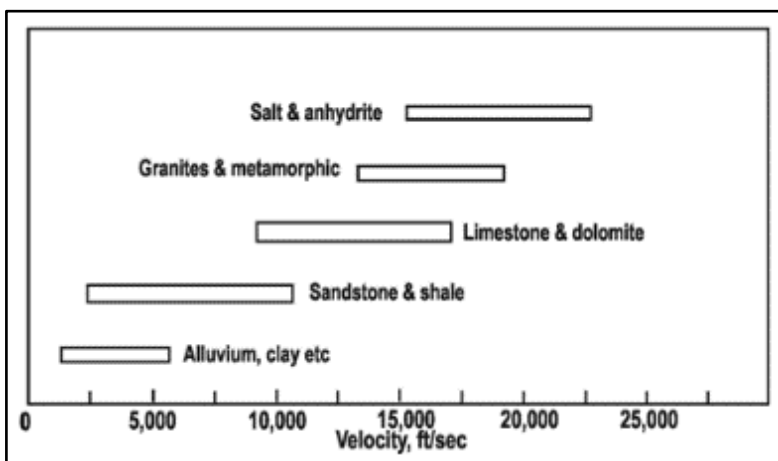 Salt & anhydrite
Granites & metamorphic
Limestone & dolomite
Sandstone & shale
Alluvium, clay etc
0 5,000 10,000 15,000 20,000 25,000
Velocity, ft/sec